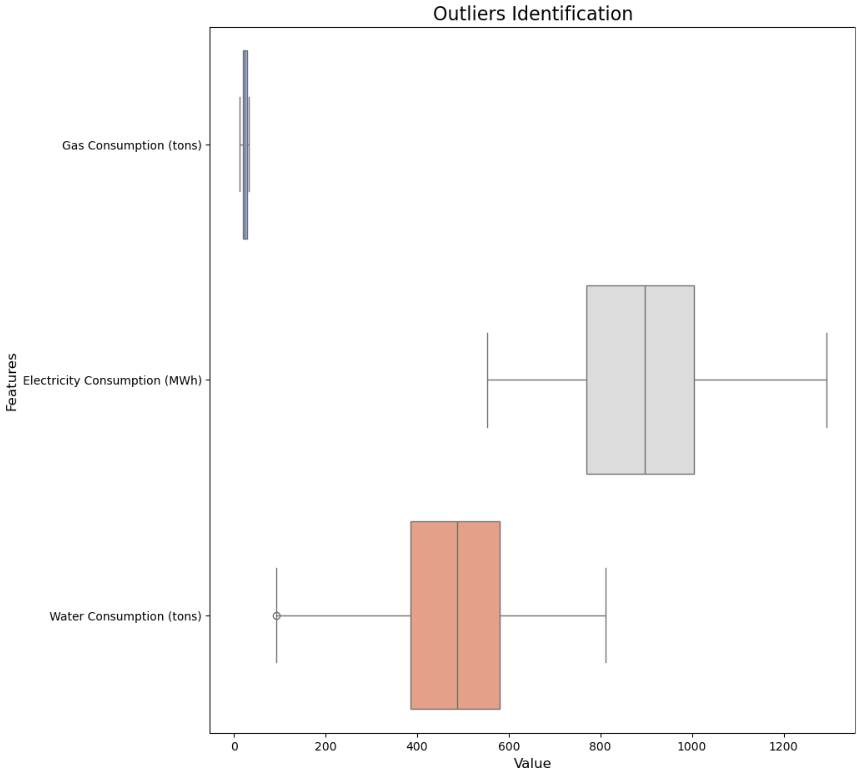 Outliers Identification
Gas Consumption (tons)
Electricity Consumption (MWh)
Water Consumption (tons)
Features
0 200 400 600 800 1000 1200
Value